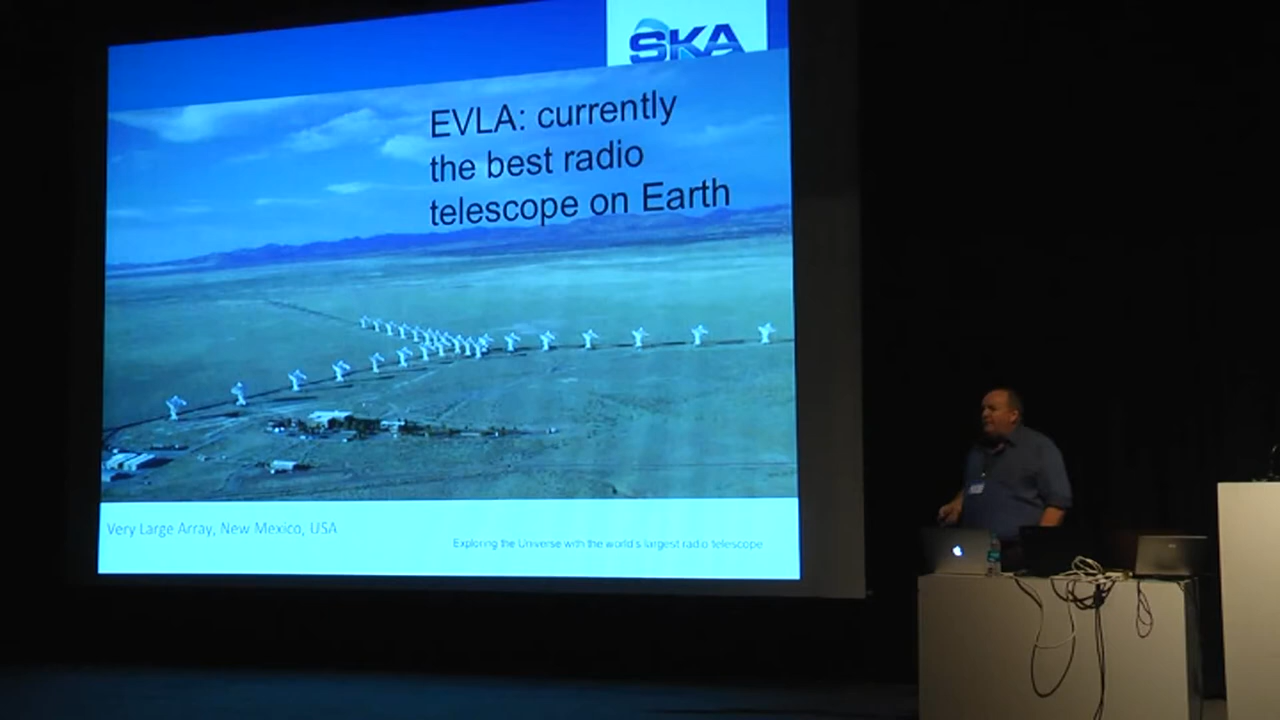 SKA
EVLA: currently
the best radio
telescope on Earth
Very Large Array, New Mexico, USA
Exploring the Universe with the world's largest radio telescope